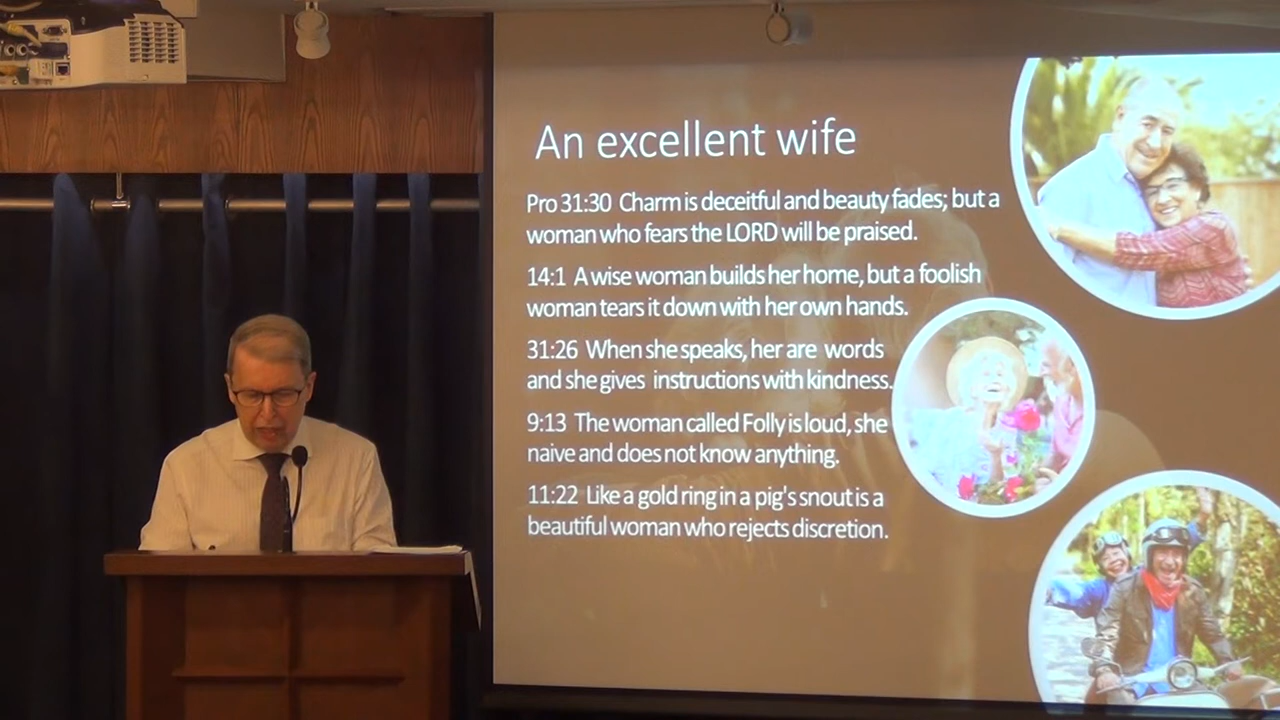 An excellent wife
Pro 31:30 Charm is deceitful and beauty fades; but a
woman who fears the LORD will be praised.
14:1 A wise woman builds her home, but a foolish
woman tears it down with her own hands.
31:26 When she speaks, her are words
and she gives instructions with kindness.
9:13 The woman called Folly is loud, she
naive and does not know anything.
11:22 Like a gold ring in a pig's snout is a
beautiful woman who rejects discretion.